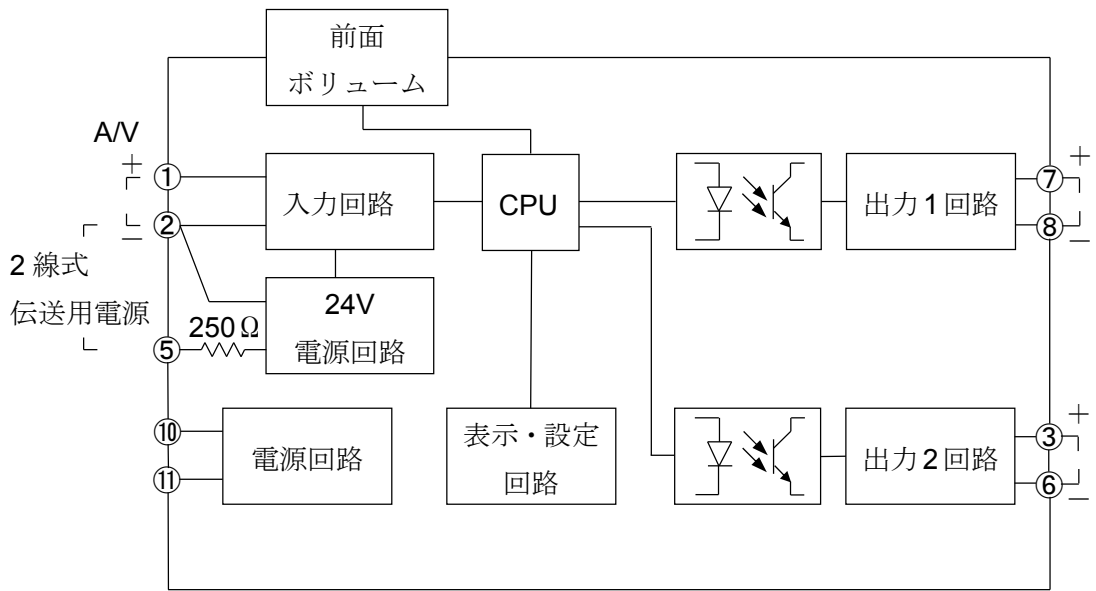 前面
ボリューム
A/V
+
①
②
−
2 線式
伝送用電源
250Ω
⑤
入力回路
24V
電源回路
CPU
出力1回路
+
⑦
⑧
−
⑩
⑪
電源回路
表示・設定
回路
出力2回路
+
③
⑥
−